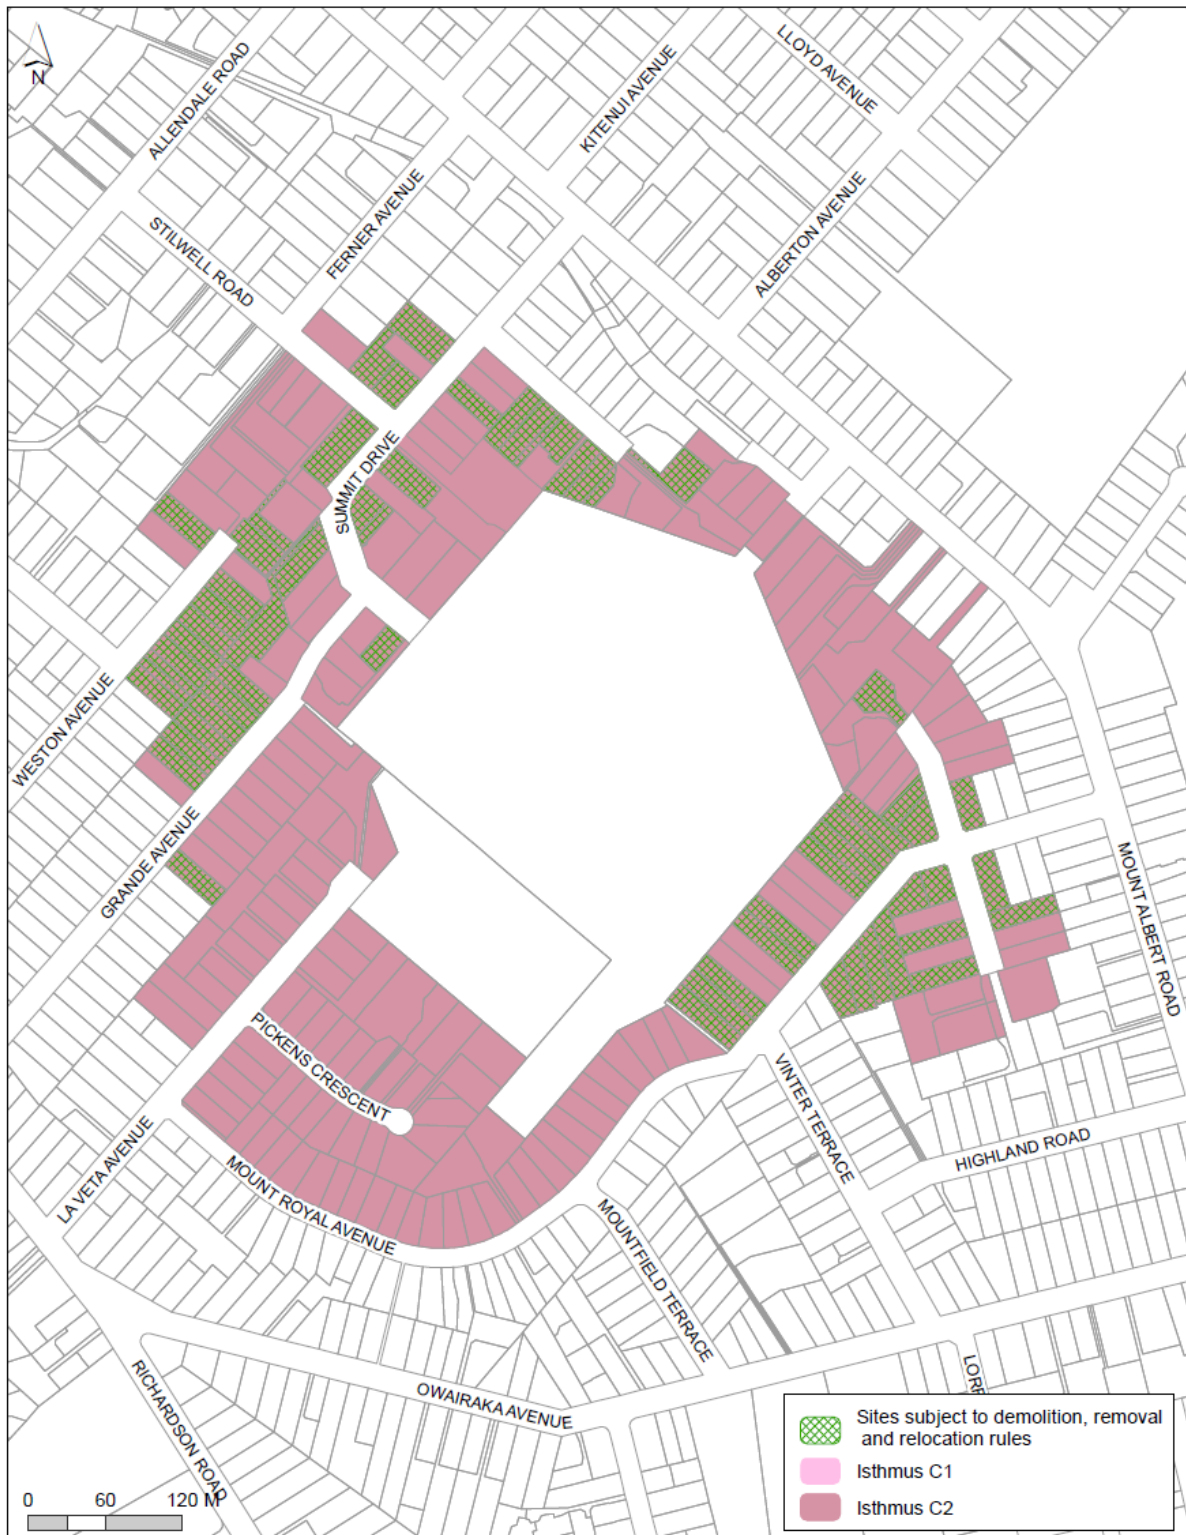 LLOYD AVENUE
KITENUI AVENUE
ALLENDALE ROAD
N
FERNER AVENUE
ALBERTON AVENUE
STILWELL ROAD
SUMMIT DRIVE
WESTON AVENUE
GRANDE AVENUE
MOUNT ALBERT ROAD
PICKENS CRESCENT
VINTER TERRACE
HIGHLAND ROAD
LA VETA AVENUE
MOUNT ROYAL AVENUE
MOUNTFIELD TERRACE
RICHARDSON ROAD
OWAIRAKA AVENUE
Sites subject to demolition, removal
and relocation rules
Isthmus C1
Isthmus C2
0 60 120 M